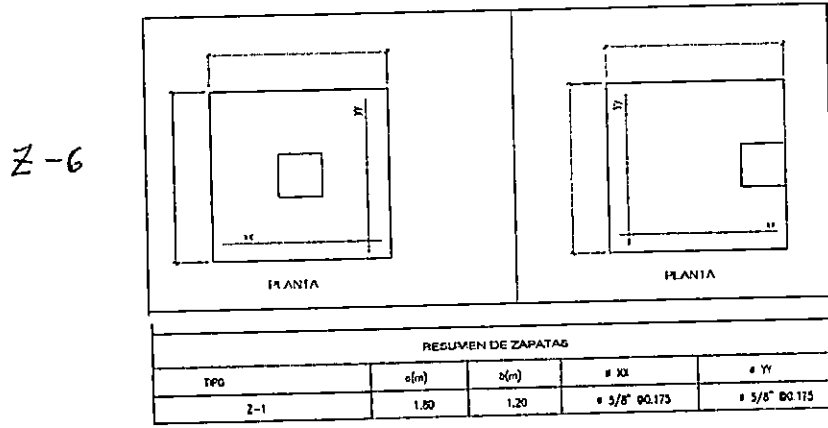 Z-6
YY
YY
XX
XX
PLANTA
PLANTA
RESUMEN DE ZAPATAS
TIPO a(m) b(m) ø XX ø YY
Z-1 1.80 1.20 ø 5/8" @0.175 ø 5/8" @0.175